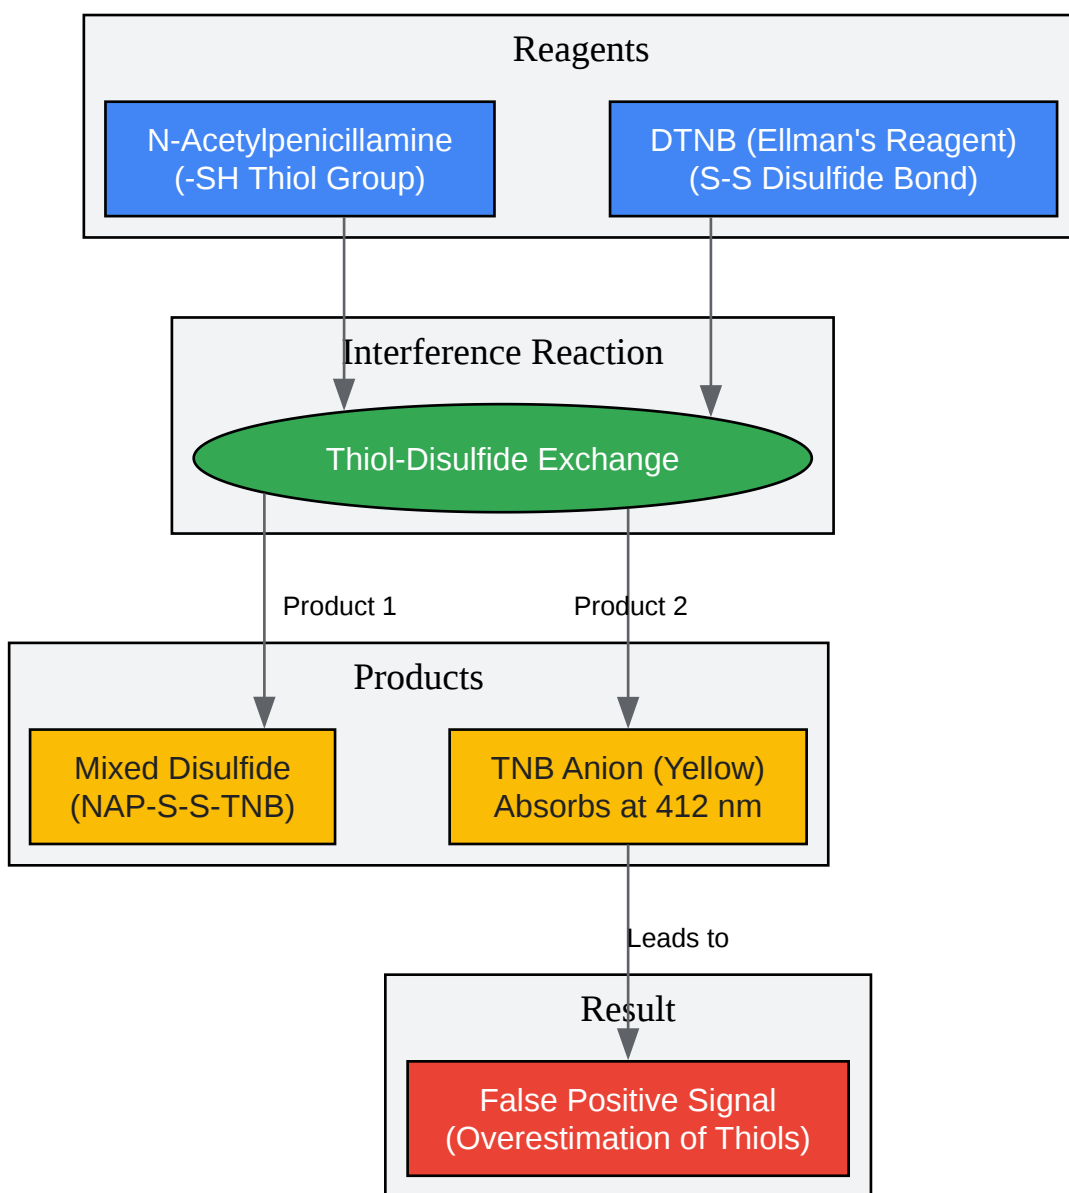 Reagents
N-Acetylpenicillamine
(-SH Thiol Group)
DTNB (Ellman's Reagent)
(S-S Disulfide Bond)
Interference Reaction
Thiol-Disulfide Exchange
Product 1
Product 2
Products
Mixed Disulfide
(NAP-S-S-TNB)
TNB Anion (Yellow)
Absorbs at 412 nm
Leads to
Result
False Positive Signal
(Overestimation of Thiols)